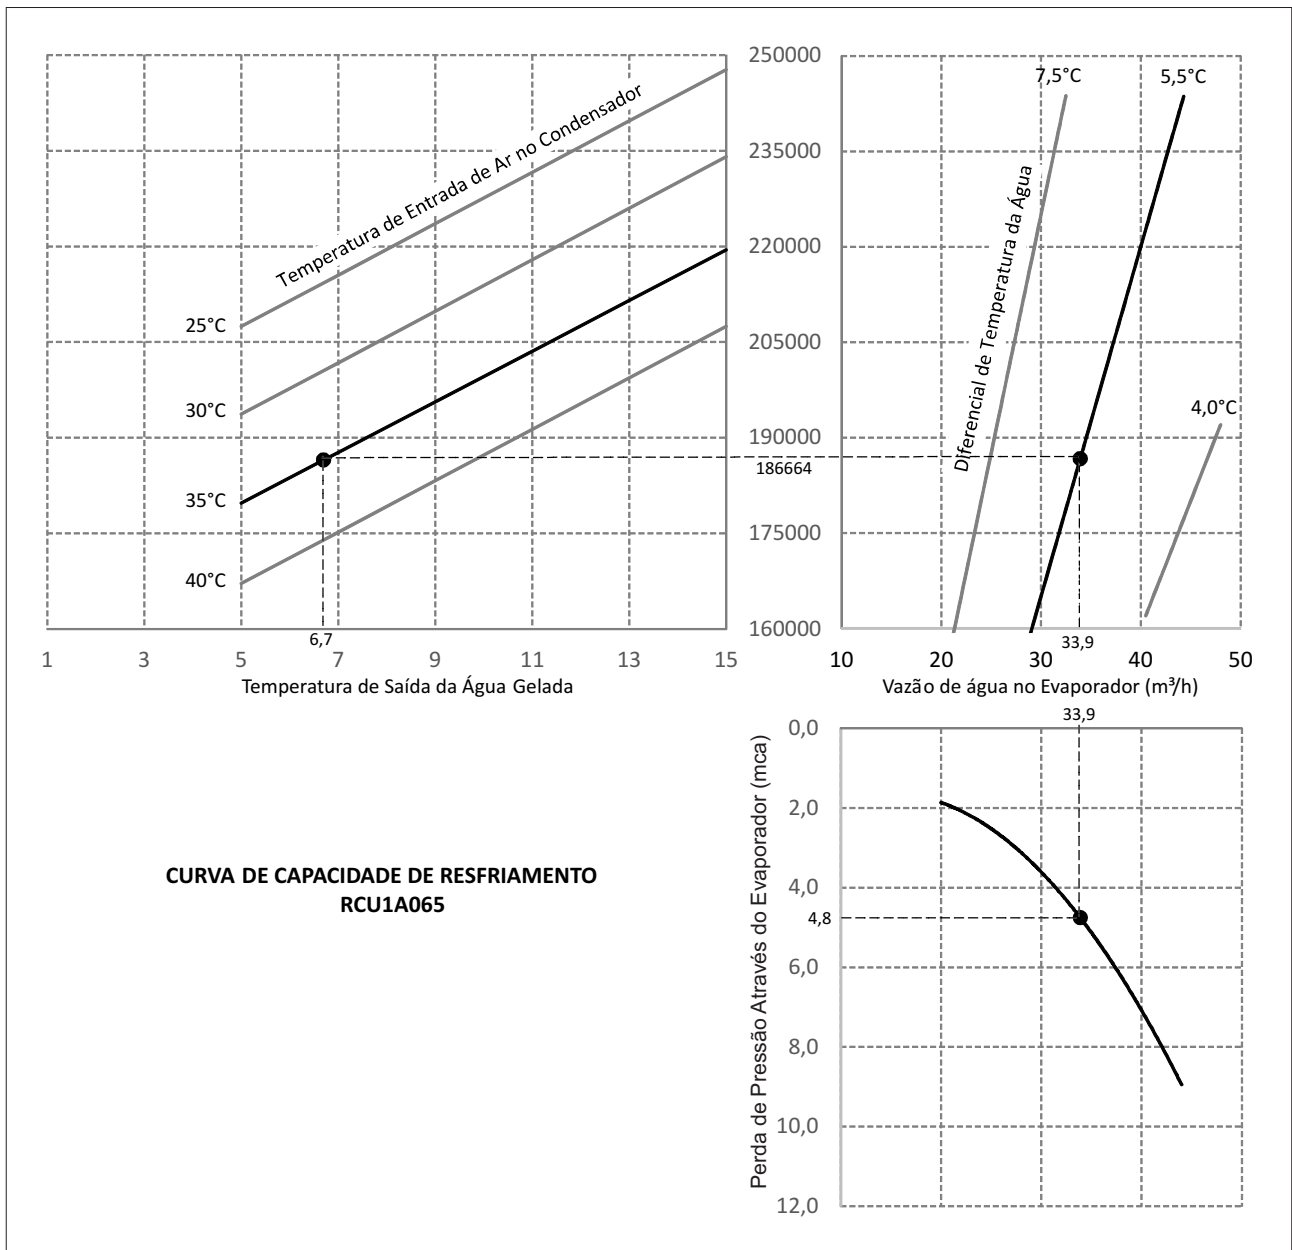 250000
235000
220000
205000
190000
186664
175000
160000
Temperatura de Entrada de Ar no Condensador
25°C
30°C
35°C
40°C
6,7
1 3 5 7 9 11 13 15
Temperatura de Saída da Água Gelada
7,5°C
5,5°C
4,0°C
Diferencial de Temperatura da Água
33,9
10 20 30 40 50
Vazão de água no Evaporador (m³/h)
33,9
0,0
2,0
4,0
4,8
6,0
8,0
10,0
12,0
Perda de Pressão Através do Evaporador (mca)
CURVA DE CAPACIDADE DE RESFRIAMENTO
RCU1A065